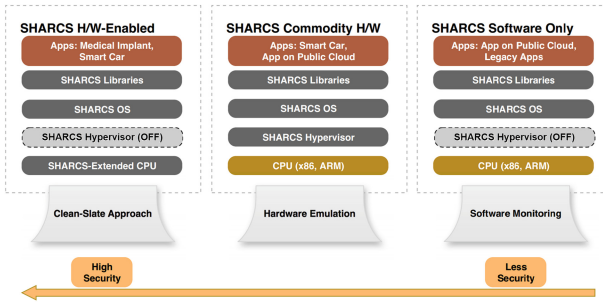 SHARCS H/W-Enabled
Apps: Medical Implant,
Smart Car
SHARCS Libraries
SHARCS OS
SHARCS Hypervisor (OFF)
SHARCS-Extended CPU
Clean-Slate Approach
SHARCS Commodity H/W
Apps: Smart Car,
App on Public Cloud
SHARCS Libraries
SHARCS OS
SHARCS Hypervisor
CPU (x86, ARM)
Hardware Emulation
SHARCS Software Only
Apps: App on Public Cloud,
Legacy Apps
SHARCS Libraries
SHARCS OS
SHARCS Hypervisor (OFF)
CPU (x86, ARM)
Software Monitoring
High
Security
Less
Security